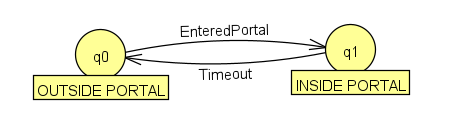 EnteredPortal
q0
q1
Timeout
OUTSIDE PORTAL
INSIDE PORTAL